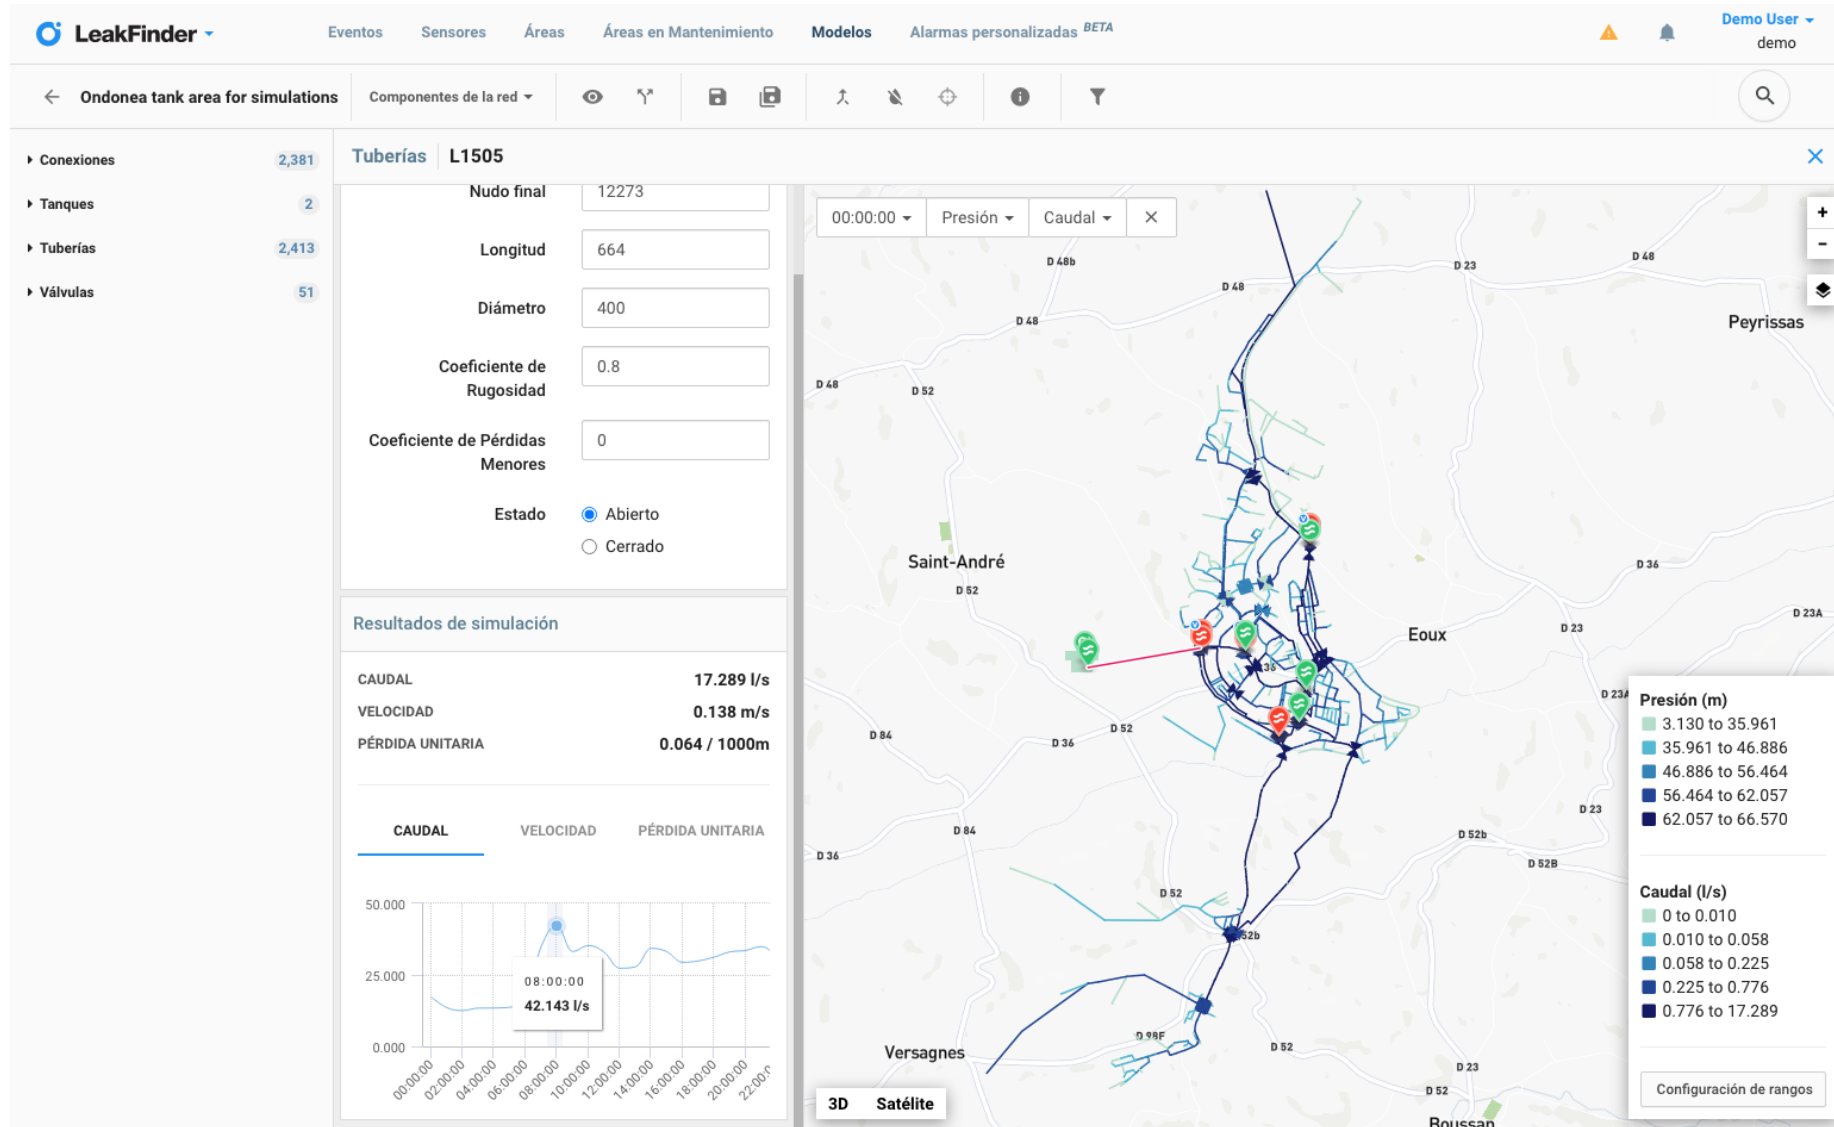 LeakFinder
Eventos
Sensores
Áreas
Áreas en Mantenimiento
Modelos
Alarmas personalizadas BETA
Demo User
demo
Ondonea tank area for simulations
Componentes de la red
Conexiones 2,381
Tanques 2
Tuberías 2,413
Válvulas 51
Tuberías L1505
Nudo final 12273
Longitud 664
Diámetro 400
Coeficiente de 0.8
Rugosidad
Coeficiente de Pérdidas 0
Menores
Estado Abierto
Cerrado
Resultados de simulación
CAUDAL 17.289 l/s
VELOCIDAD 0.138 m/s
PÉRDIDA UNITARIA 0.064 / 1000m
CAUDAL VELOCIDAD PÉRDIDA UNITARIA
50.000
25.000
0.000
08:00:00
42.143 l/s
00:00:00
02:00:00
04:00:00
06:00:00
08:00:00
10:00:00
12:00:00
14:00:00
16:00:00
18:00:00
20:00:00
00:00:00 Presión Caudal
D 48b
D 23
D 48
D 48
D 48
Peyrissas
D 48
D 52
Saint-André
D 52
D 36
D 23A
D 23
Eoux
D 84
D 36
D 52
D 23
D 84
D 52b
D 36
D 52B
D 52
Versagnes
D 52
D 23
D 52
Boussan
3D Satélite
Presión (m)
3.130 to 35.961
35.961 to 46.886
46.886 to 56.464
56.464 to 62.057
62.057 to 66.570
Caudal (l/s)
0 to 0.010
0.010 to 0.058
0.058 to 0.225
0.225 to 0.776
0.776 to 17.289
Configuración de rangos